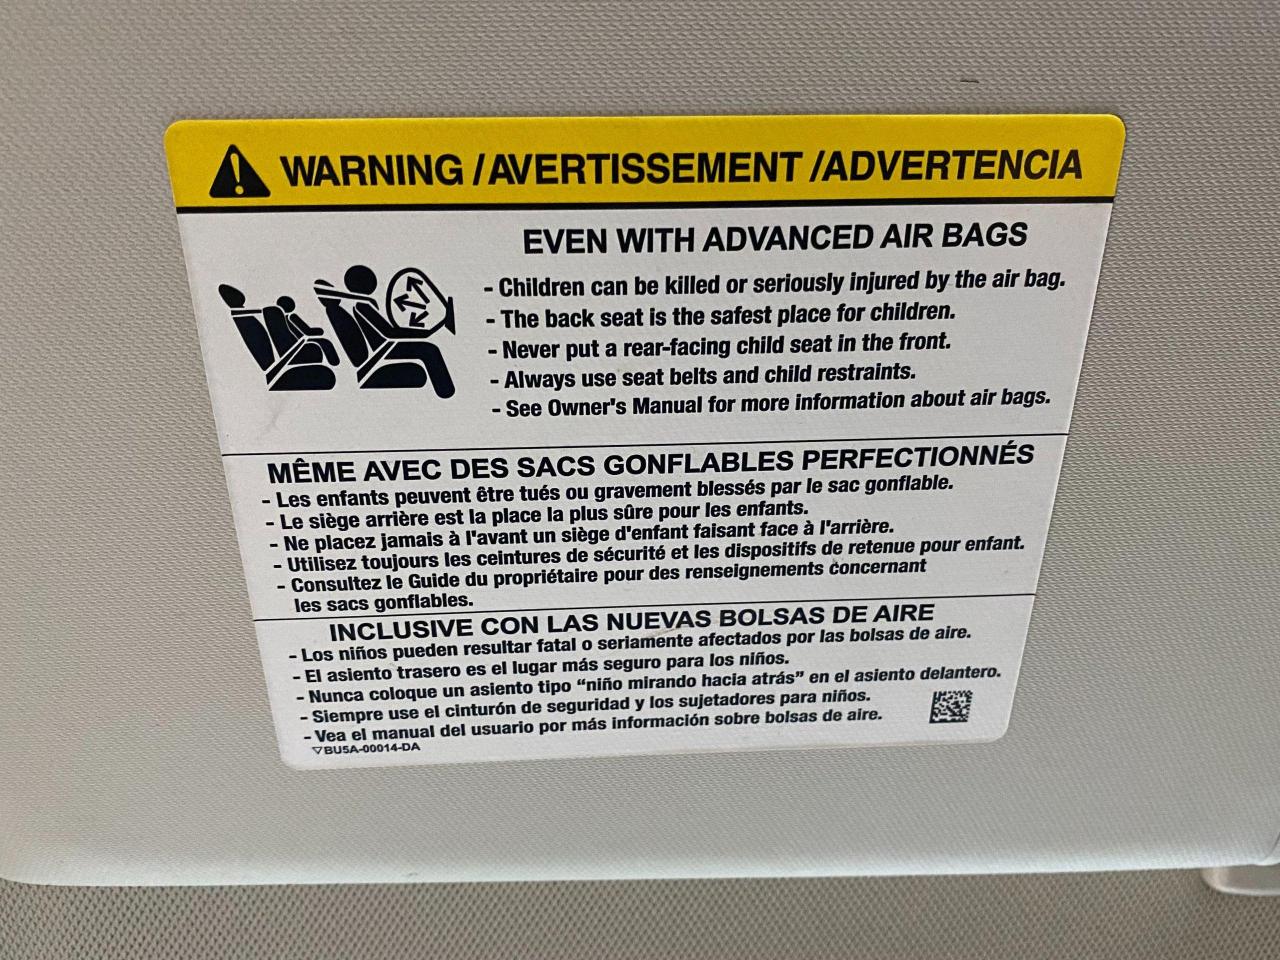 WARNING / AVERTISSEMENT / ADVERTENCIA
EVEN WITH ADVANCED AIR BAGS
- Children can be killed or seriously injured by the air bag.
- The back seat is the safest place for children.
- Never put a rear-facing child seat in the front.
- Always use seat belts and child restraints.
- See Owner's Manual for more information about air bags.
MÊME AVEC DES SACS GONFLABLES PERFECTIONNÉS
- Les enfants peuvent être tués ou gravement blessés par le sac gonflable.
- Le siège arrière est la place la plus sûre pour les enfants.
- Ne placez jamais à l'avant un siège d'enfant faisant face à l'arrière.
- Utilisez toujours les ceintures de sécurité et les dispositifs de retenue pour enfant.
- Consultez le Guide du propriétaire pour des renseignements concernant
les sacs gonflables.
INCLUSIVE CON LAS NUEVAS BOLSAS DE AIRE
- Los niños pueden resultar fatal o seriamente afectados por las bolsas de aire.
- El asiento trasero es el lugar más seguro para los niños.
- Nunca coloque un asiento tipo “niño mirando hacia atrás” en el asiento delantero.
- Siempre use el cinturón de seguridad y los sujetadores para niños.
- Vea el manual del usuario por más información sobre bolsas de aire.
▽BU5A-00014-DA